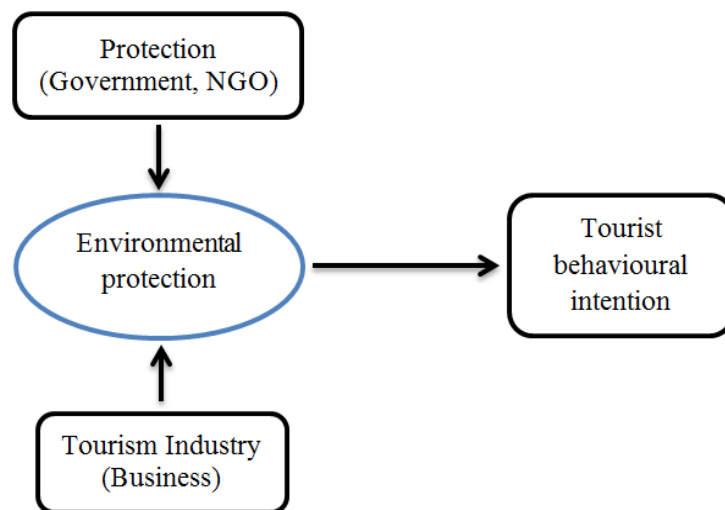 Protection
(Government, NGO)
Environmental
protection
Tourist
behavioural
intention
Tourism Industry
(Business)